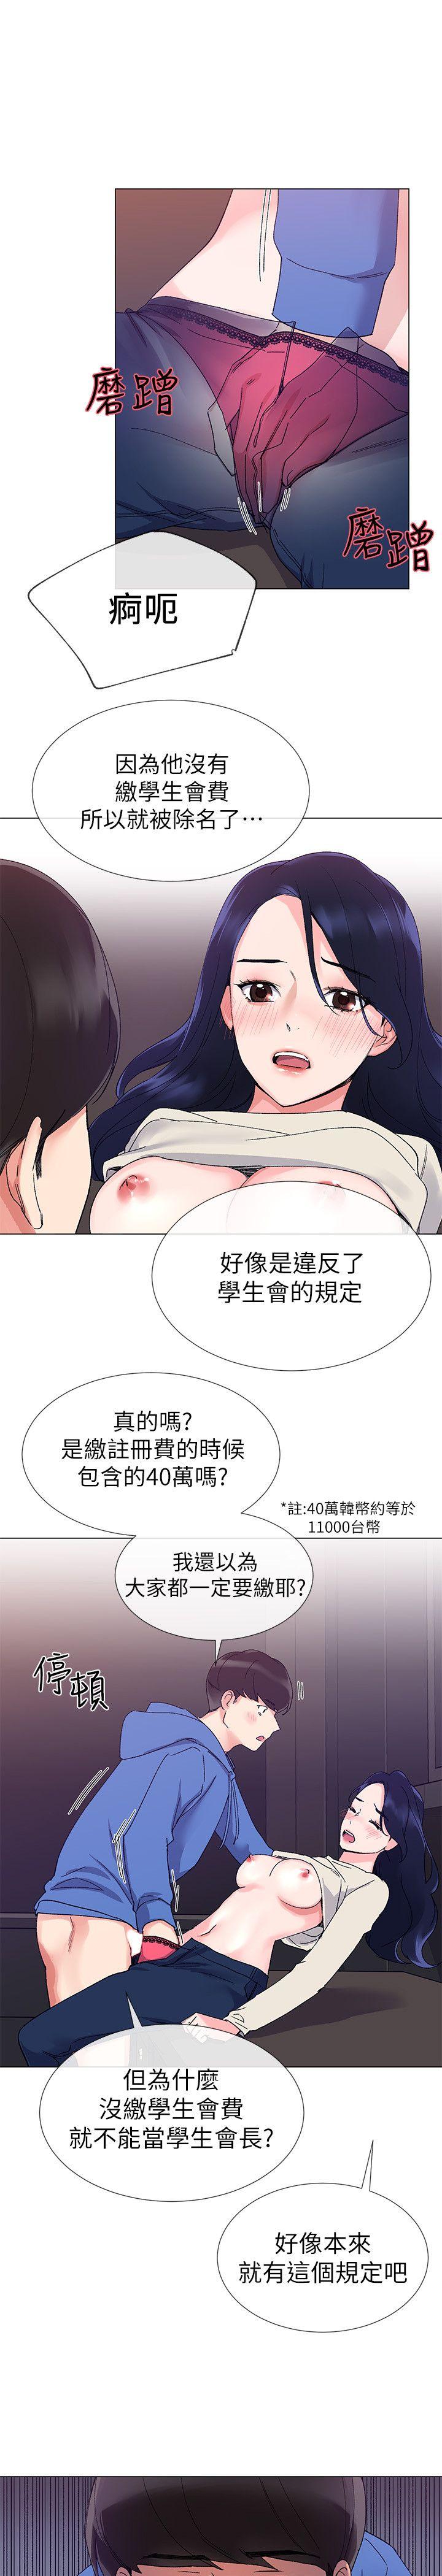 磨蹭
磨蹭
痾呃
因為他沒有
繳學生會費
所以就被除名了⋯
好像是違反了
學生會的規定
真的嗎?
是繳註冊費的時候
包含的40萬嗎?
*註:40萬韓幣約等於
11000台幣
我還以為
大家都一定要繳耶?
停頓
但為什麼
沒繳學生會費
就不能當學生會長?
好像本來
就有這個規定吧